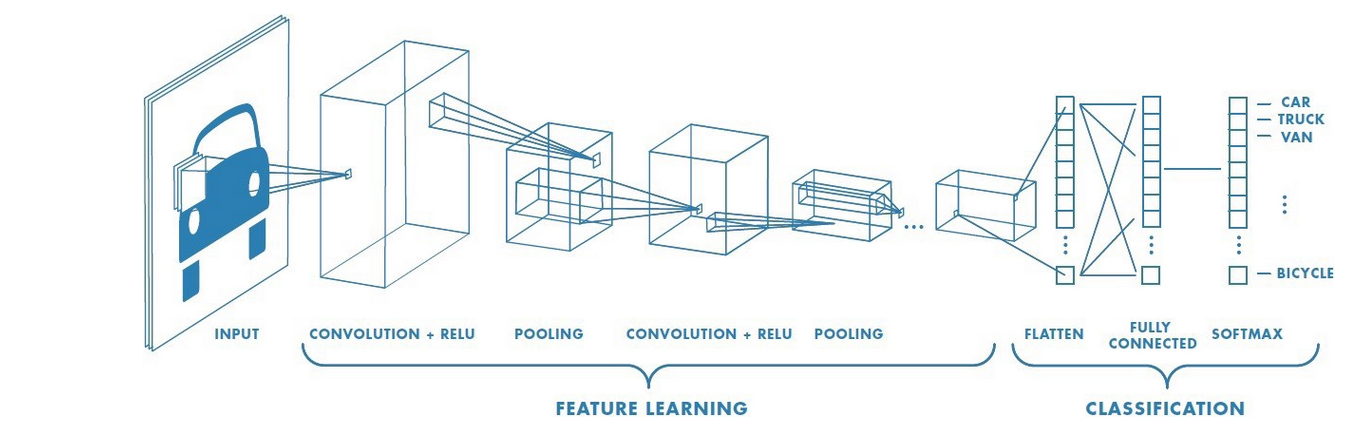 CAR
TRUCK
VAN
BICYCLE
INPUT
CONVOLUTION + RELU
POOLING
CONVOLUTION + RELU
POOLING
FLATTEN
FULLY
CONNECTED
SOFTMAX
FEATURE LEARNING
CLASSIFICATION